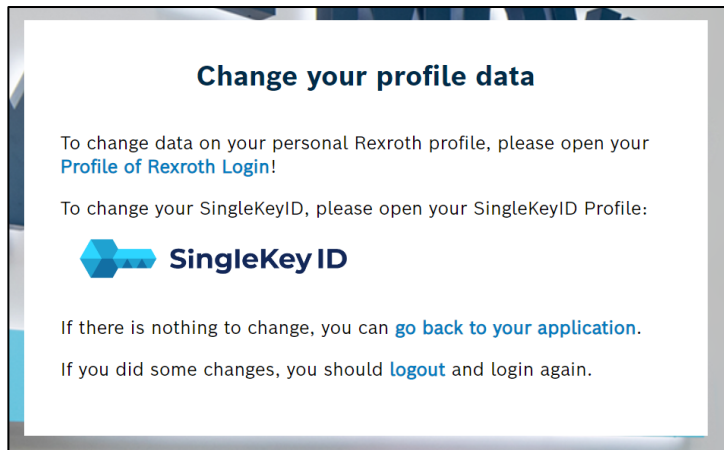 Change your profile data
To change data on your personal Rexroth profile, please open your
Profile of Rexroth Login!
To change your SingleKeyID, please open your SingleKeyID Profile:
SingleKey ID
If there is nothing to change, you can go back to your application.
If you did some changes, you should logout and login again.